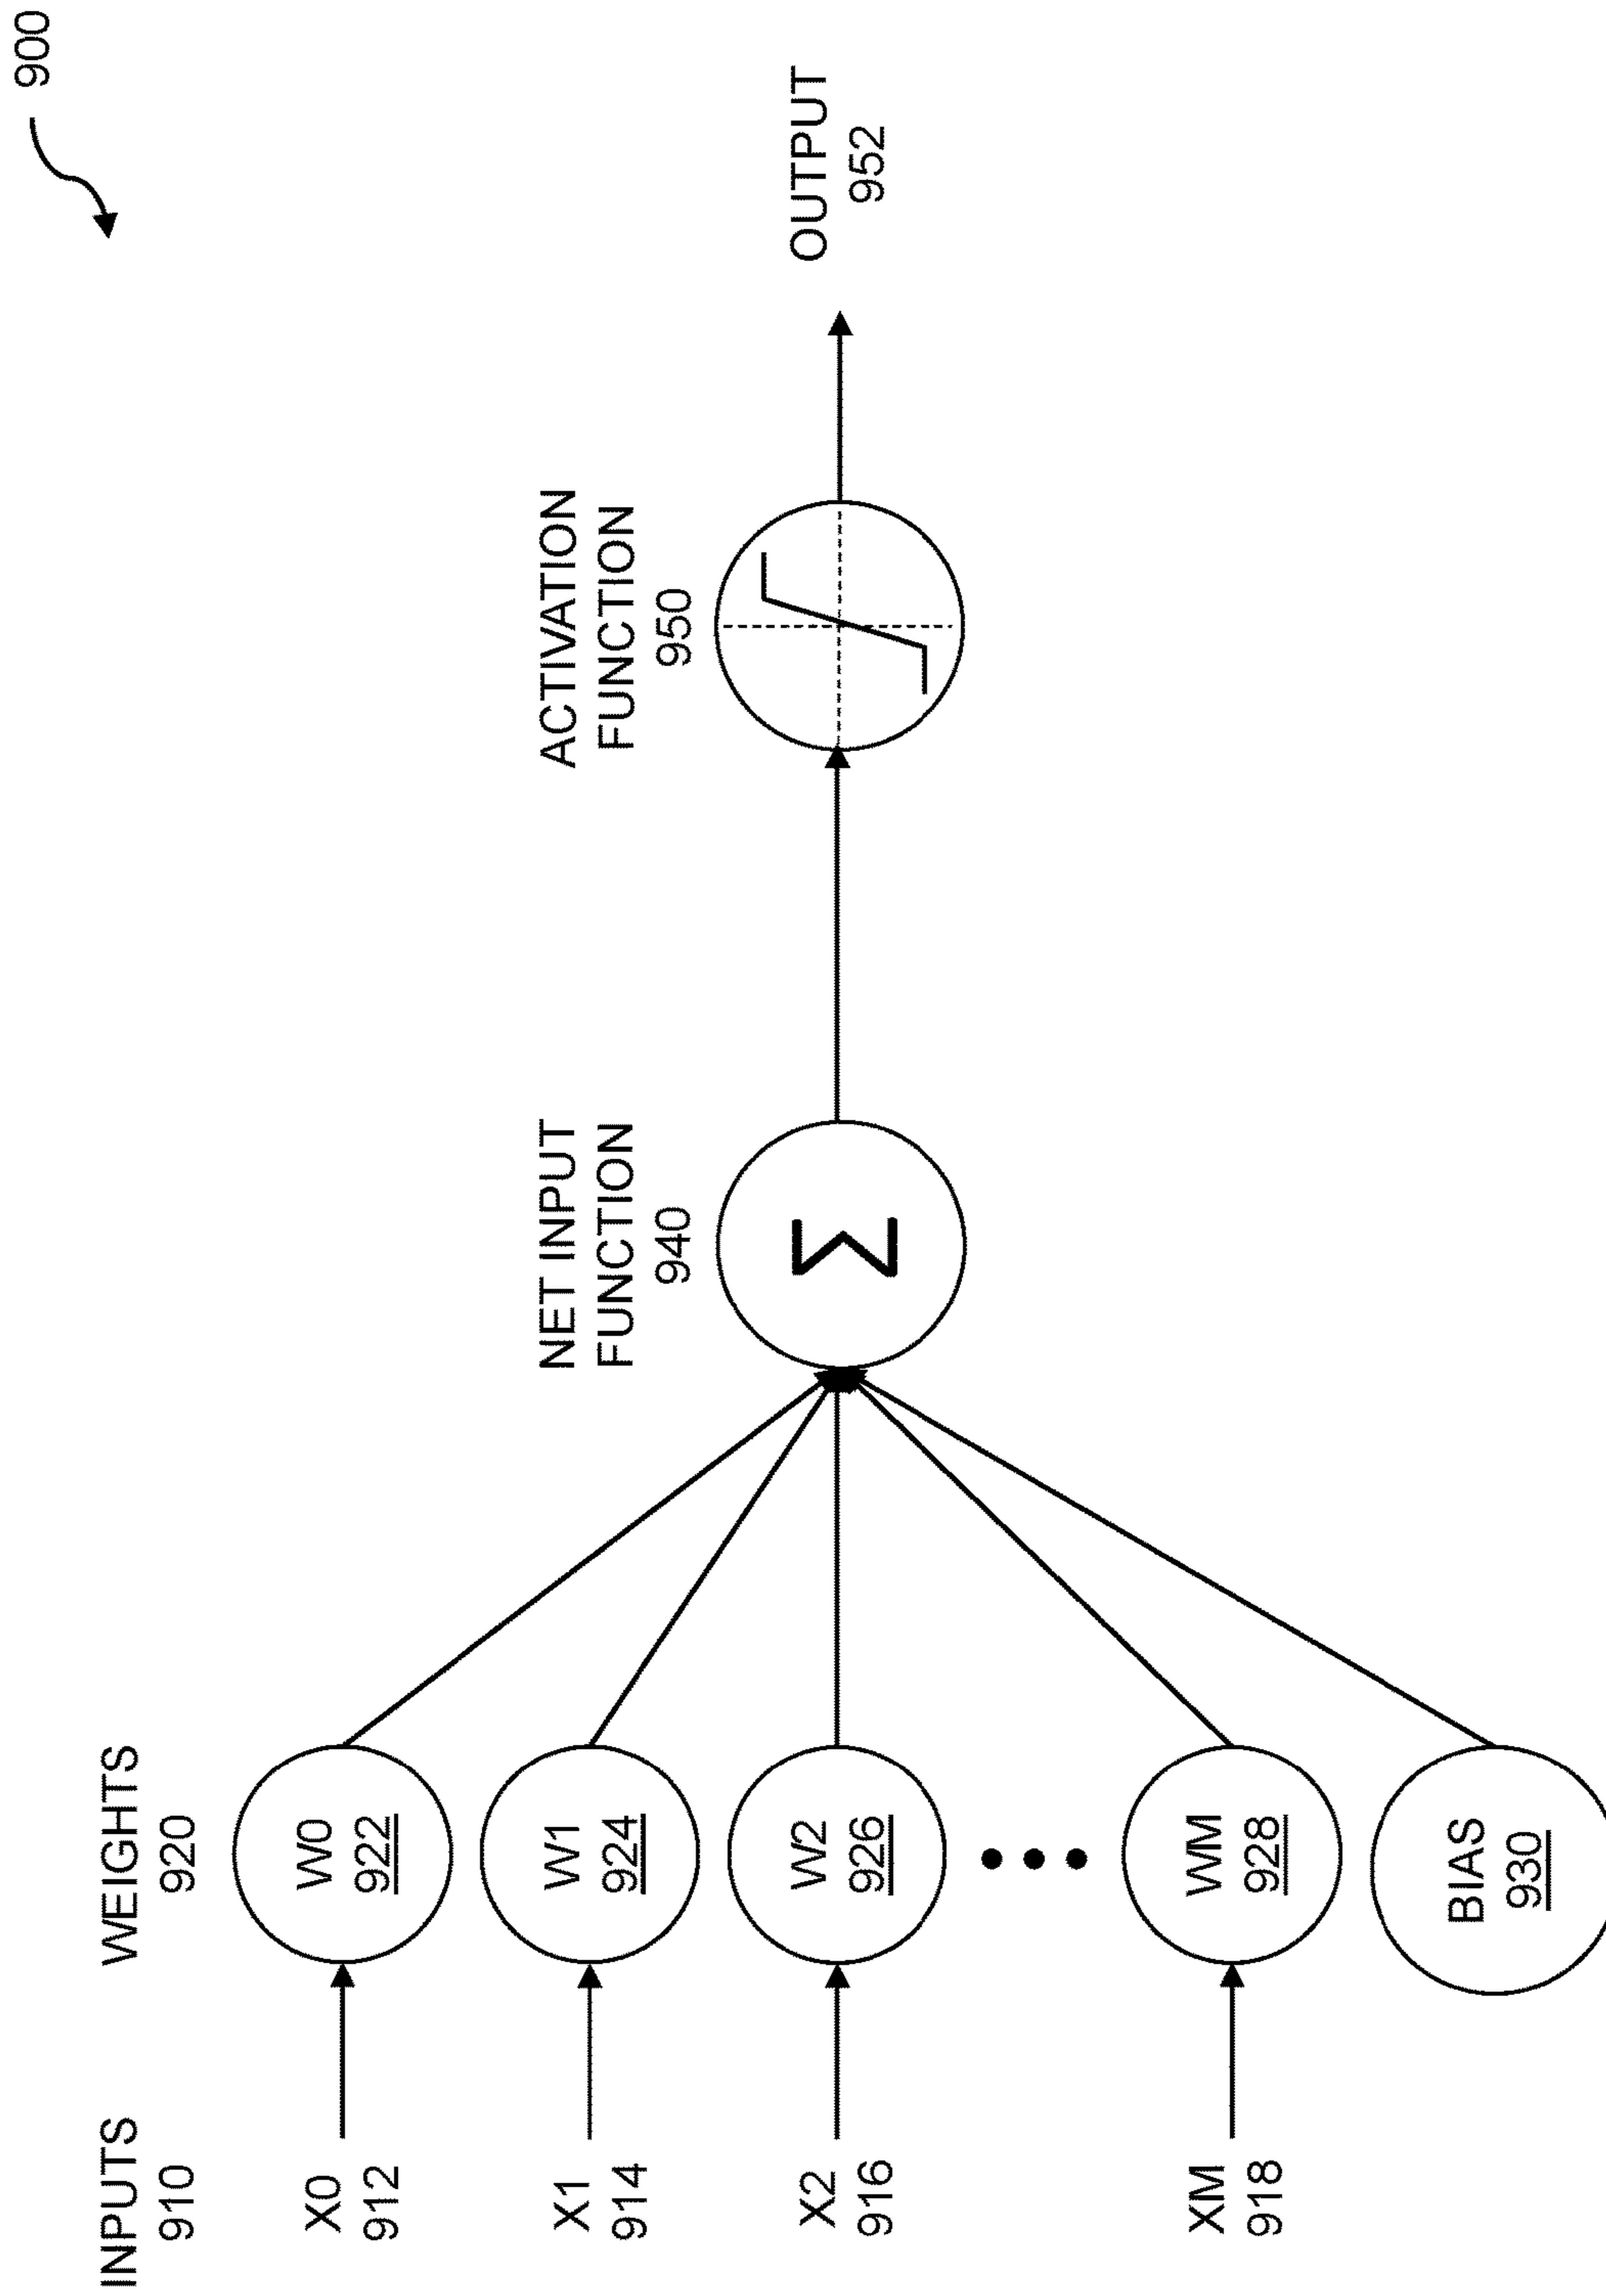 900
INPUTS
910
WEIGHTS
920
X0
912
W0
922
X1
914
W1
924
NET INPUT
FUNCTION
940
ACTIVATION
FUNCTION
950
X2
916
W2
926
Σ
OUTPUT
952
XM
918
WM
928
BIAS
930